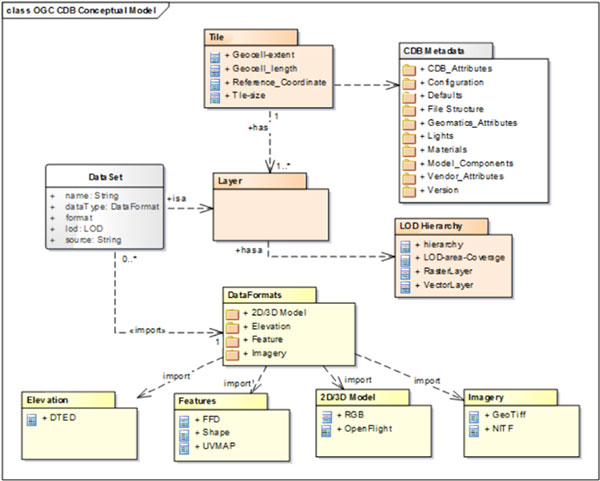 class OGC CDB Conceptual Model
Tile
+ Geocell-extent
+ Geocell_length
+ Reference_Coordinate
+ Tle-size
CDB Metadata
+ CDB_Attributes
+ Configuration
+ Defaults
+ File Structure
+ Geomatics_Attributes
+ Lights
+ Materials
+ Model_Components
+ Vendor_Attributes
+ Version
1
+has
1..*
DataSet
+ name: String
+ dataType: DataFormat
+ format
+ lod: LOD
+ source: String
+isa
Layer
+hasa
LOD Hierarchy
+ hierarchy
+ LOD-area-Coverage
+ RasterLayer
+ VectorLayer
0..*
«import»
1
DataFormats
+ 2D/3D Model
+ Elevation
+ Feature
+ Imagery
import
import
import
import
Elevation
+ DTED
Features
+ FFD
+ Shape
+ UVMAP
2D/3D Model
+ RGB
+ OpenFlight
Imagery
+ GeoTiff
+ NITF